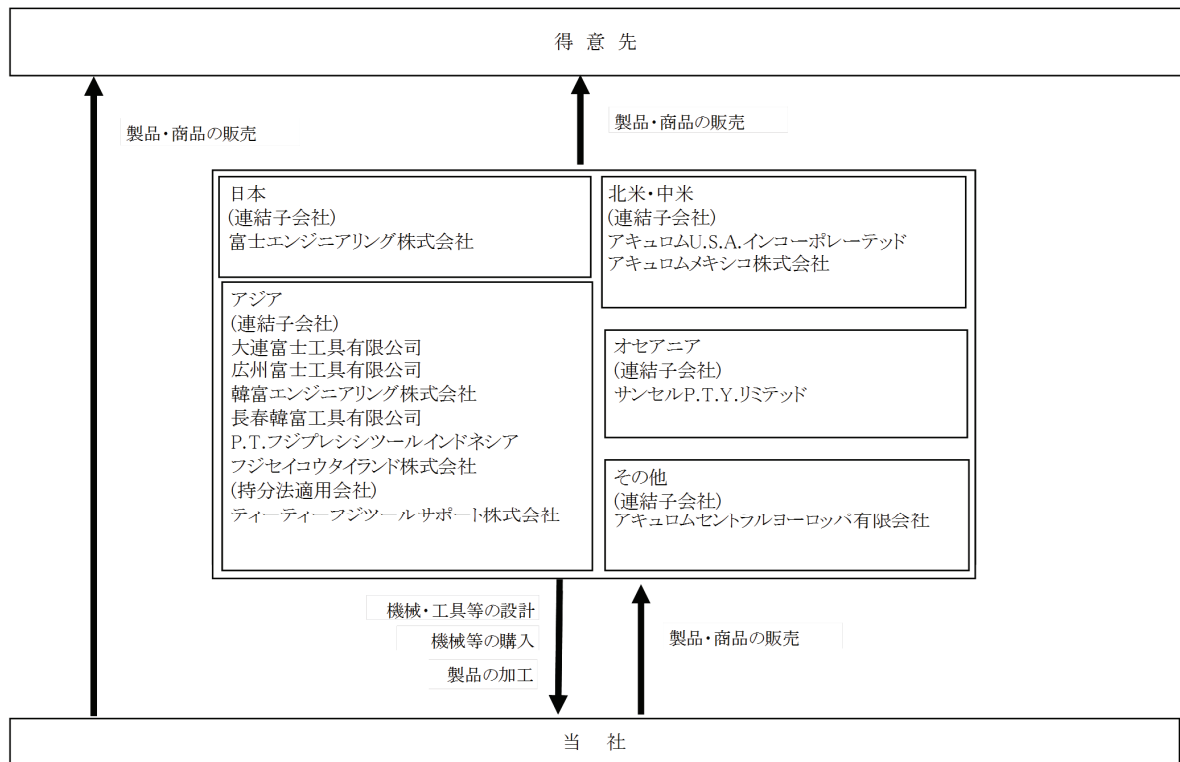 得 意 先
製品・商品の販売
製品・商品の販売
日本
(連結子会社)
富士エンジニアリング株式会社
アジア
(連結子会社)
大連富士工具有限公司
広州富士工具有限公司
韓富エンジニアリング株式会社
長春韓富工具有限公司
P.T.フジプレシシツールインドネシア
フジセイコウタイランド株式会社
(持分法適用会社)
ティーティーフジツールサポート株式会社
北米・中米
(連結子会社)
アキュロムU.S.A.インコーポレーテッド
アキュロムメキシコ株式会社
オセアニア
(連結子会社)
サンセルP.T.Y.リミテッド
その他
(連結子会社)
アキュロムセントラルヨーロッパ有限会社
機械・工具等の設計
機械等の購入
製品の加工
製品・商品の販売
当 社